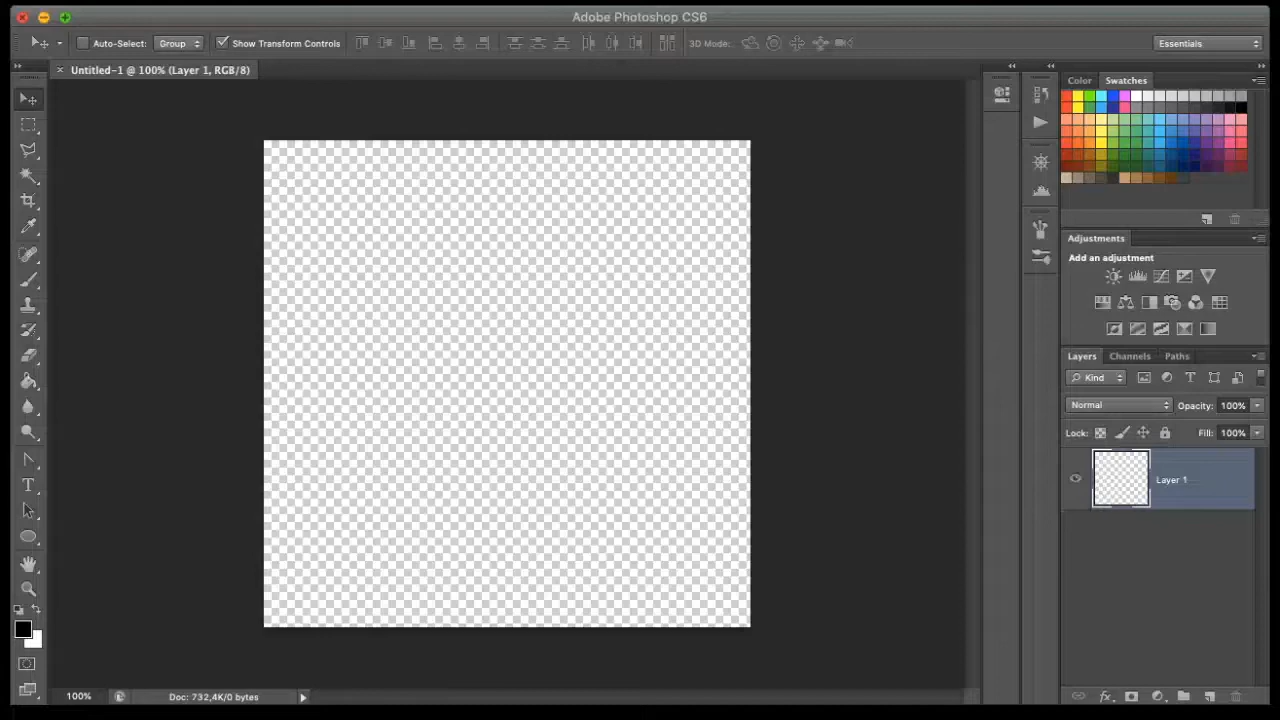 Adobe Photoshop CS6
Auto-Select: Group Show Transform Controls 3D Mode: Essentials
Untitled-1 @ 100% (Layer 1, RGB/8)
Color Swatches
Adjustments
Add an adjustment
Layers Channels Paths
Kind
Normal Opacity: 100%
Lock: Fill: 100%
Layer 1
100% Doc: 732,4K/0 bytes